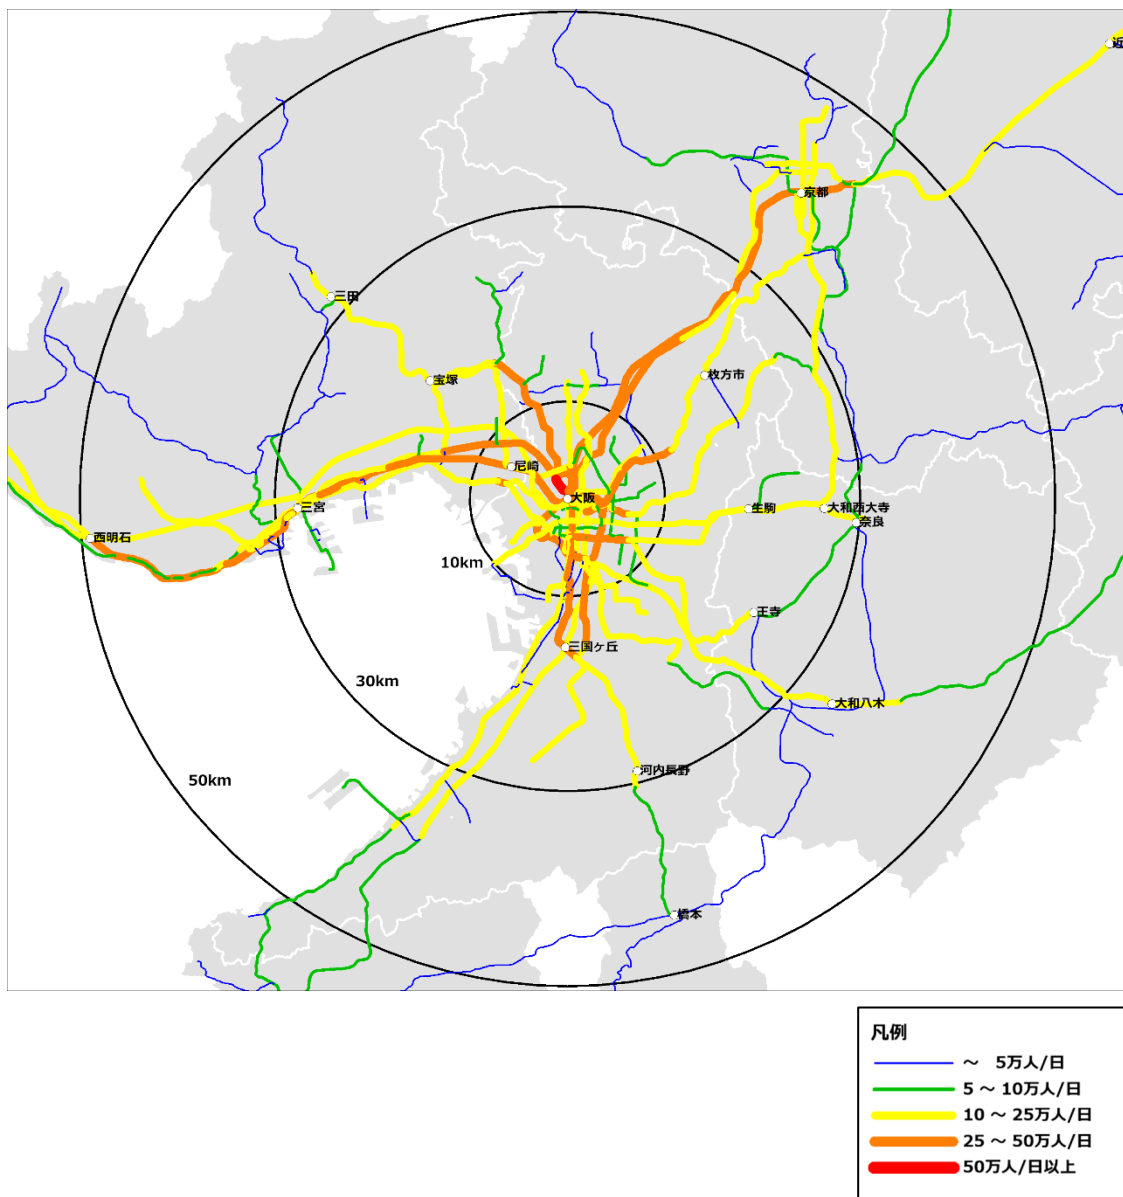 近
京都
三田
宝塚
枚方市
尼崎
大阪
生駒
大和西大寺
奈良
三宮
西明石
10km
王寺
三国ケ丘
30km
大和八木
河内長野
50km
橋本
凡例
～ 5万人/日
5 ～ 10万人/日
10 ～ 25万人/日
25 ～ 50万人/日
50万人/日以上